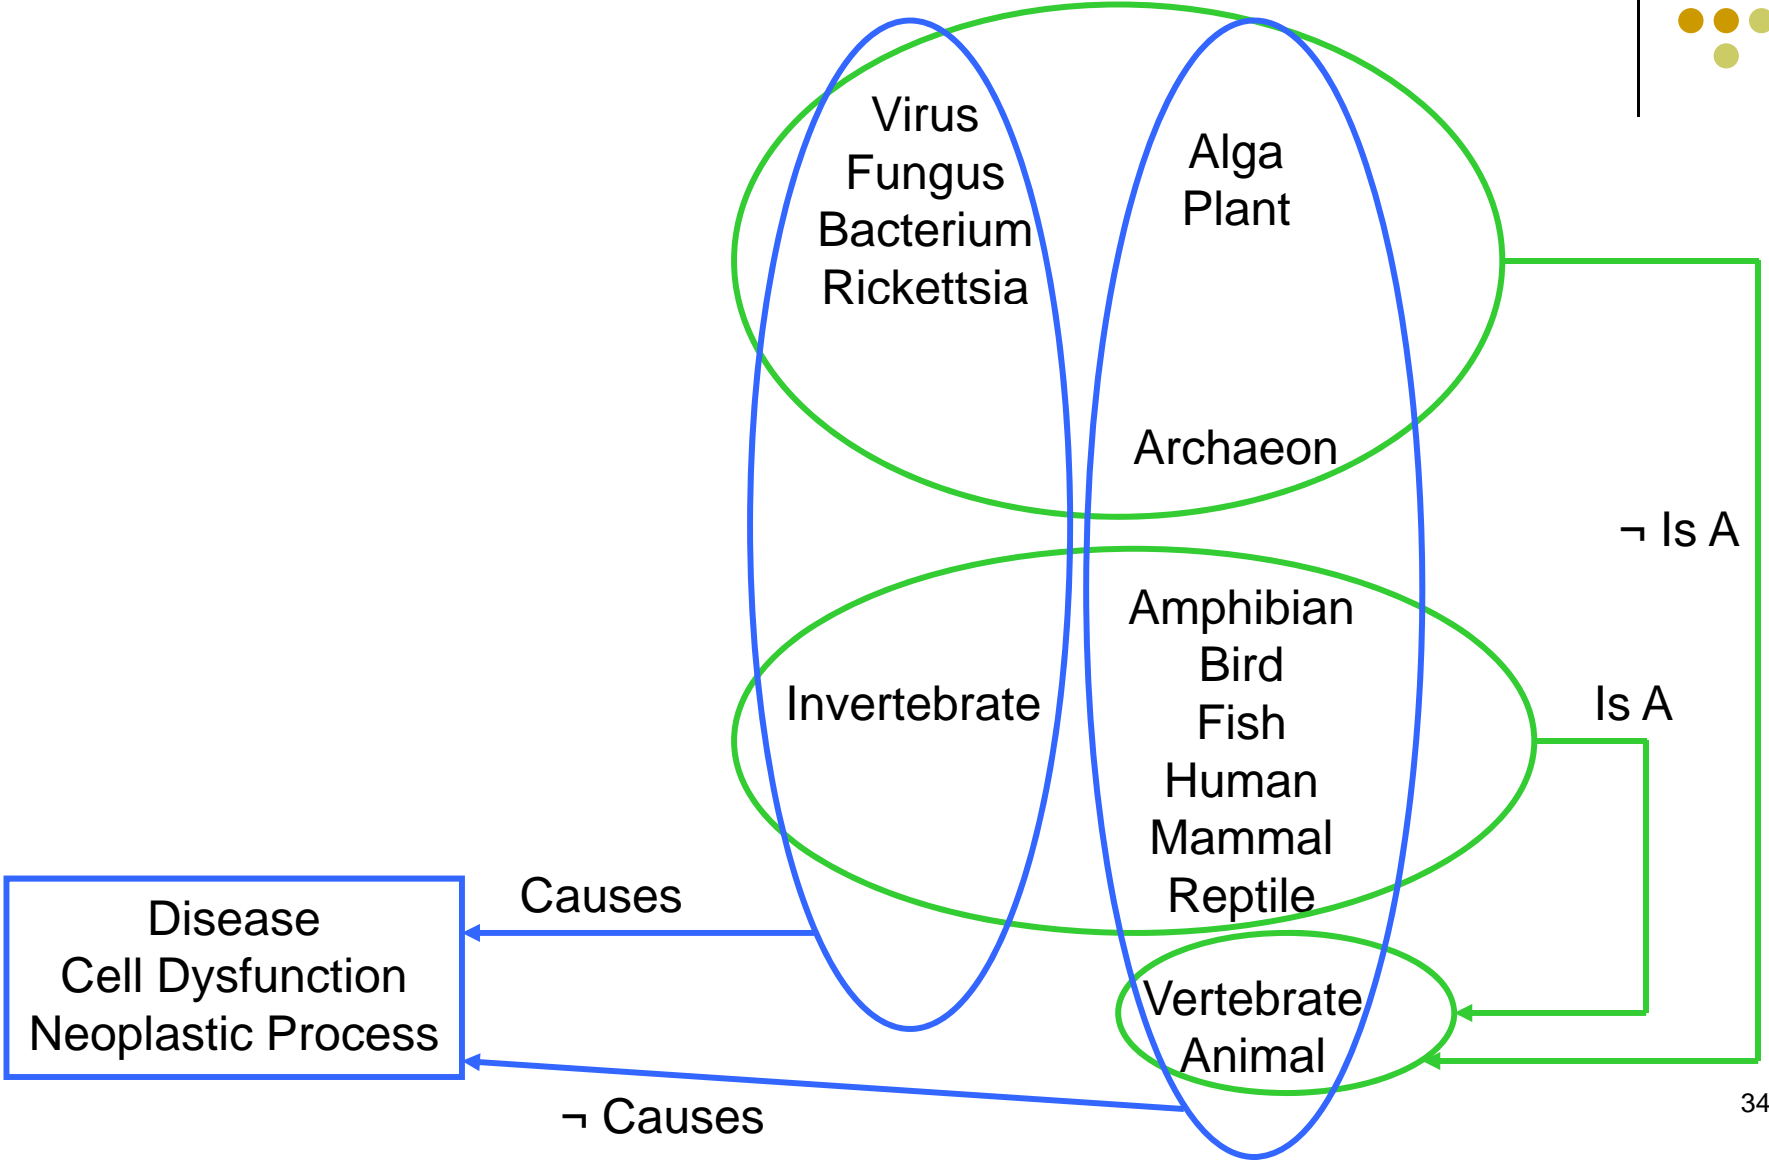 Virus
Fungus
Bacterium
Rickettsia
Alga
Plant
Archaeon
¬ Is A
Amphibian
Bird
Fish
Human
Mammal
Reptile
Invertebrate
Is A
Causes
Disease
Cell Dysfunction
Neoplastic Process
Vertebrate
Animal
¬ Causes
34